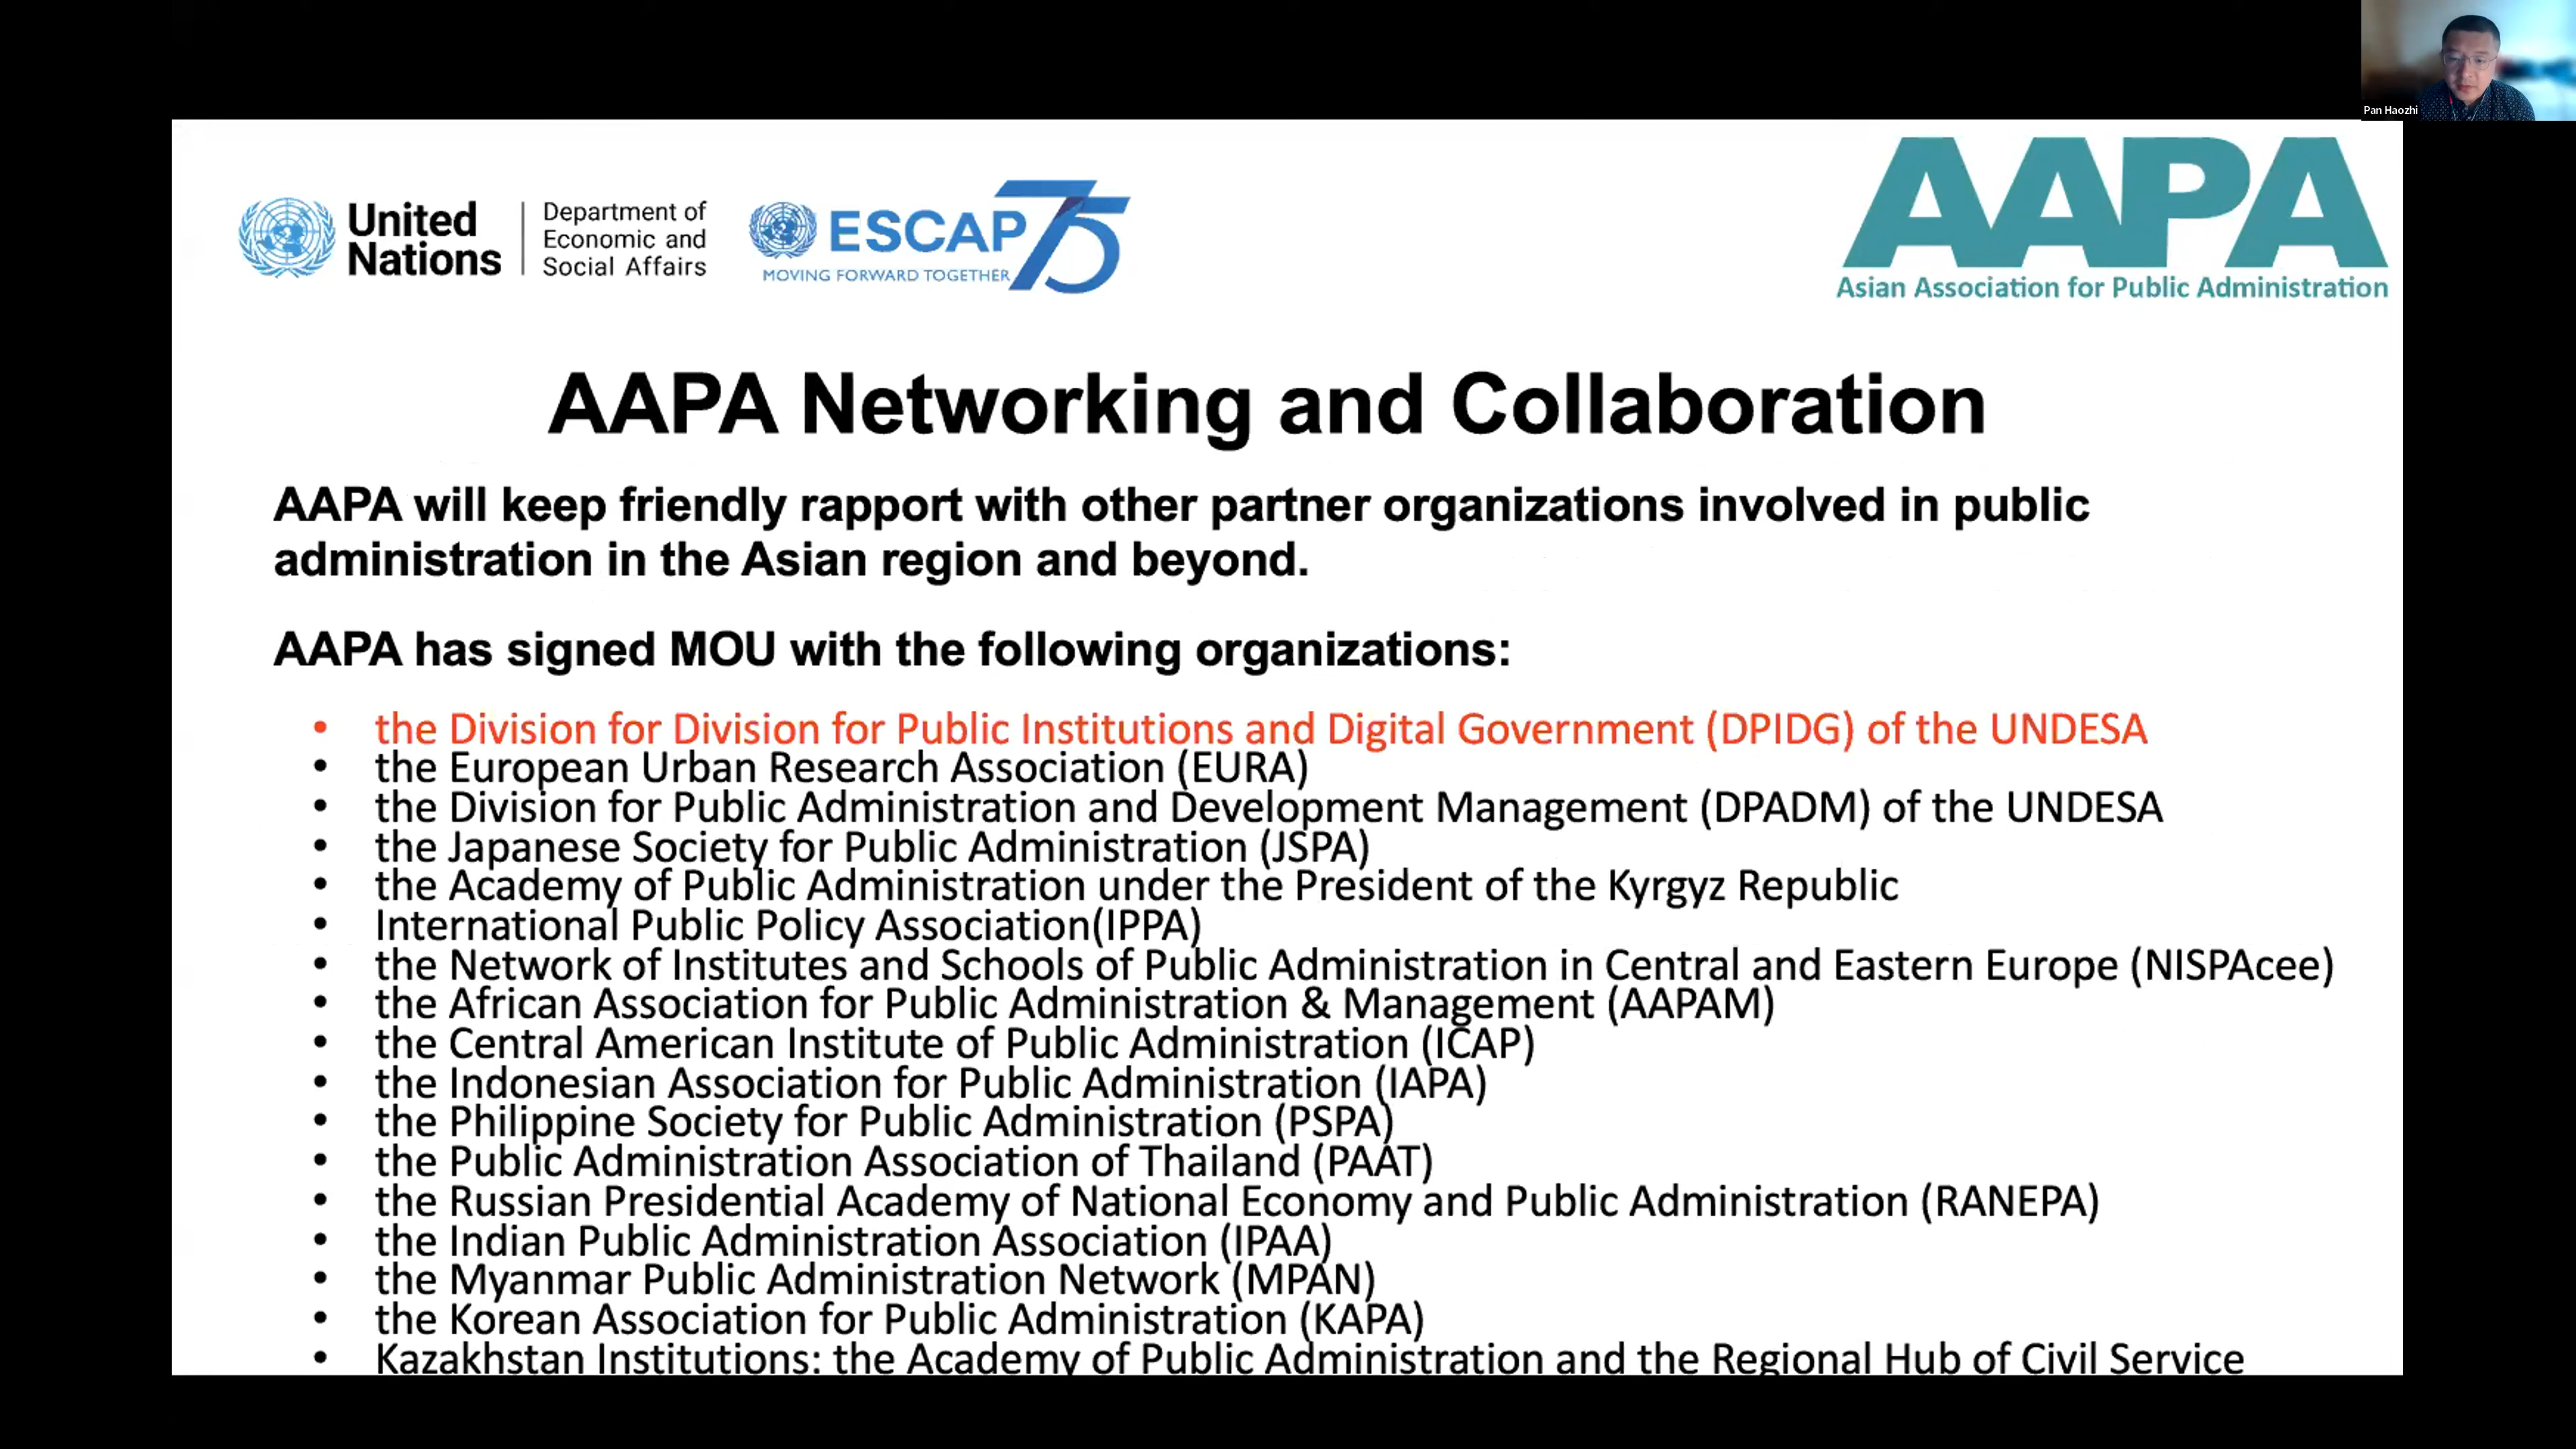 Pan Haozhi
United
Nations
Department of
Economic and
Social Affairs
ESCAP 75
MOVING FORWARD TOGETHER
AAPA
Asian Association for Public Administration
AAPA Networking and Collaboration
AAPA will keep friendly rapport with other partner organizations involved in public
administration in the Asian region and beyond.
AAPA has signed MOU with the following organizations:
• the Division for Division for Public Institutions and Digital Government (DPIDG) of the UNDESA
• the European Urban Research Association (EURA)
• the Division for Public Administration and Development Management (DPADM) of the UNDESA
• the Japanese Society for Public Administration (JSPA)
• the Academy of Public Administration under the President of the Kyrgyz Republic
• International Public Policy Association(IPPA)
• the Network of Institutes and Schools of Public Administration in Central and Eastern Europe (NISPAcee)
• the African Association for Public Administration & Management (AAPAM)
• the Central American Institute of Public Administration (ICAP)
• the Indonesian Association for Public Administration (IAPA)
• the Philippine Society for Public Administration (PSPA)
• the Public Administration Association of Thailand (PAAT)
• the Russian Presidential Academy of National Economy and Public Administration (RANEPA)
• the Indian Public Administration Association (IPAA)
• the Myanmar Public Administration Network (MPAN)
• the Korean Association for Public Administration (KAPA)
• Kazakhstan Institutions: the Academy of Public Administration and the Regional Hub of Civil Service